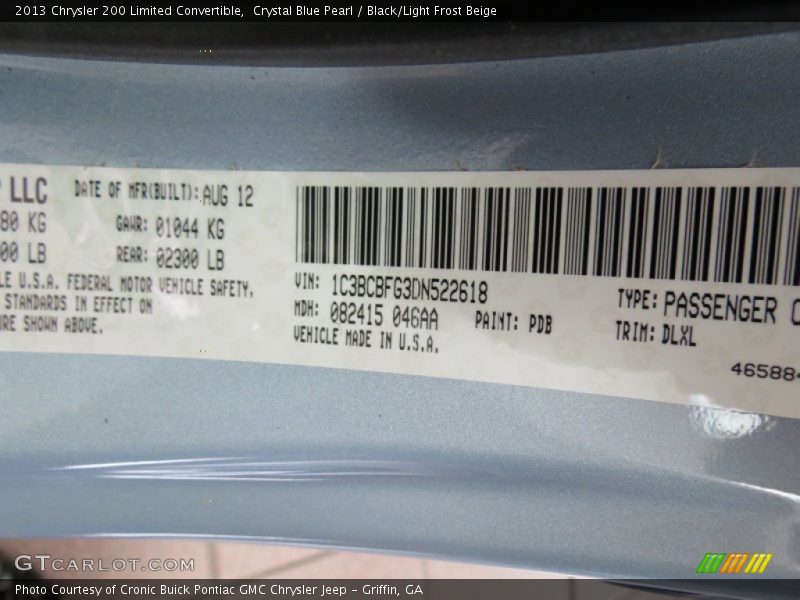 2013 Chrysler 200 Limited Convertible,  Crystal Blue Pearl / Black/Light Frost Beige
LLC
DATE OF MFR(BUILT): AUG 12
80 KG
GAWR: 01044 KG
00 LB
REAR: 02300 LB
LE U.S.A. FEDERAL MOTOR VEHICLE SAFETY,
STANDARDS IN EFFECT ON
URE SHOWN ABOVE.
VIN: 1C3BCBFG3DN522618
MDH: 082415 046AA
PAINT: PDB
VEHICLE MADE IN U.S.A.
TYPE: PASSENGER C
TRIM: DLXL
46588
GTCARLOT.COM
Photo Courtesy of Cronic Buick Pontiac GMC Chrysler Jeep - Griffin, GA